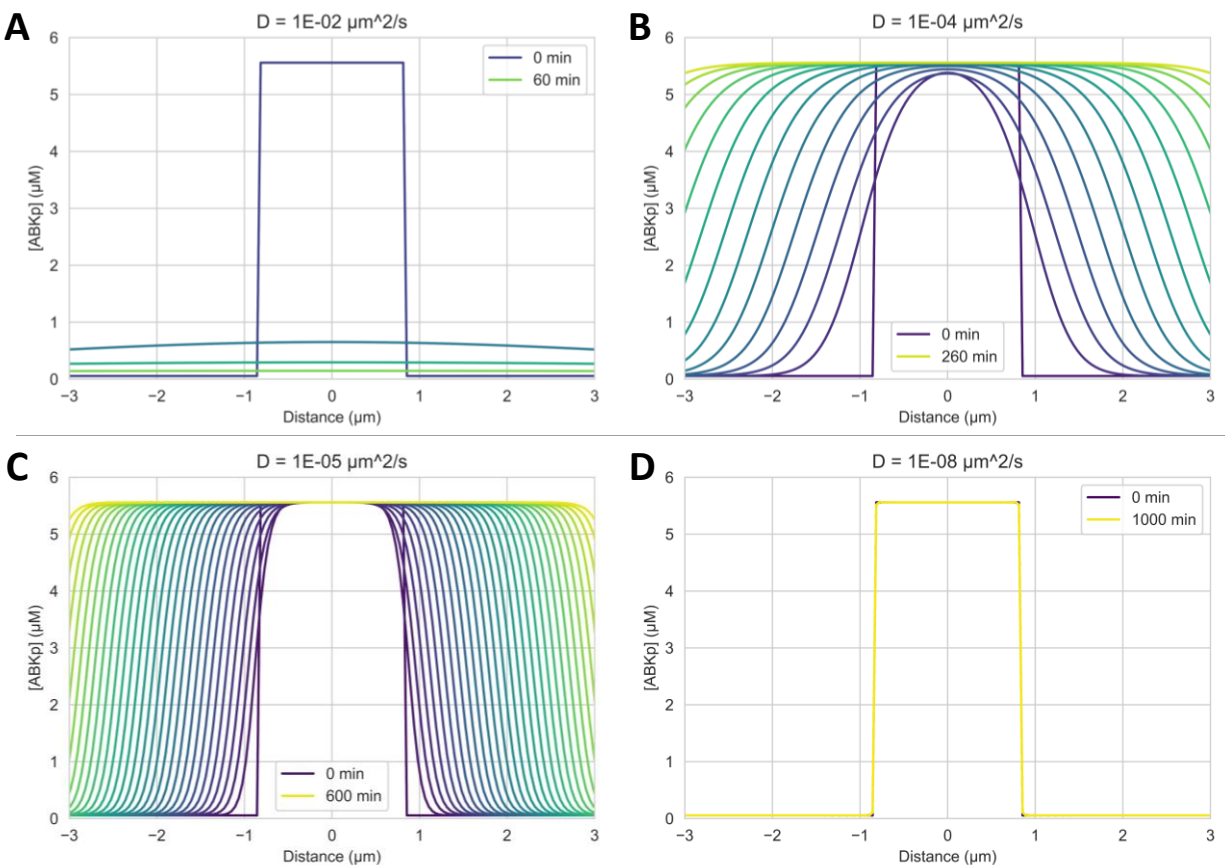 A
D = 1E-02 µm^2/s
[ABKp] (µM)
6
5
4
3
2
1
0
0 min
60 min
−3 −2 −1 0 1 2 3
Distance (µm)
B
D = 1E-04 µm^2/s
[ABKp] (µM)
6
5
4
3
2
1
0
0 min
260 min
−3 −2 −1 0 1 2 3
Distance (µm)
C
D = 1E-05 µm^2/s
[ABKp] (µM)
6
5
4
3
2
1
0
0 min
600 min
−3 −2 −1 0 1 2 3
Distance (µm)
D
D = 1E-08 µm^2/s
[ABKp] (µM)
6
5
4
3
2
1
0
0 min
1000 min
−3 −2 −1 0 1 2 3
Distance (µm)